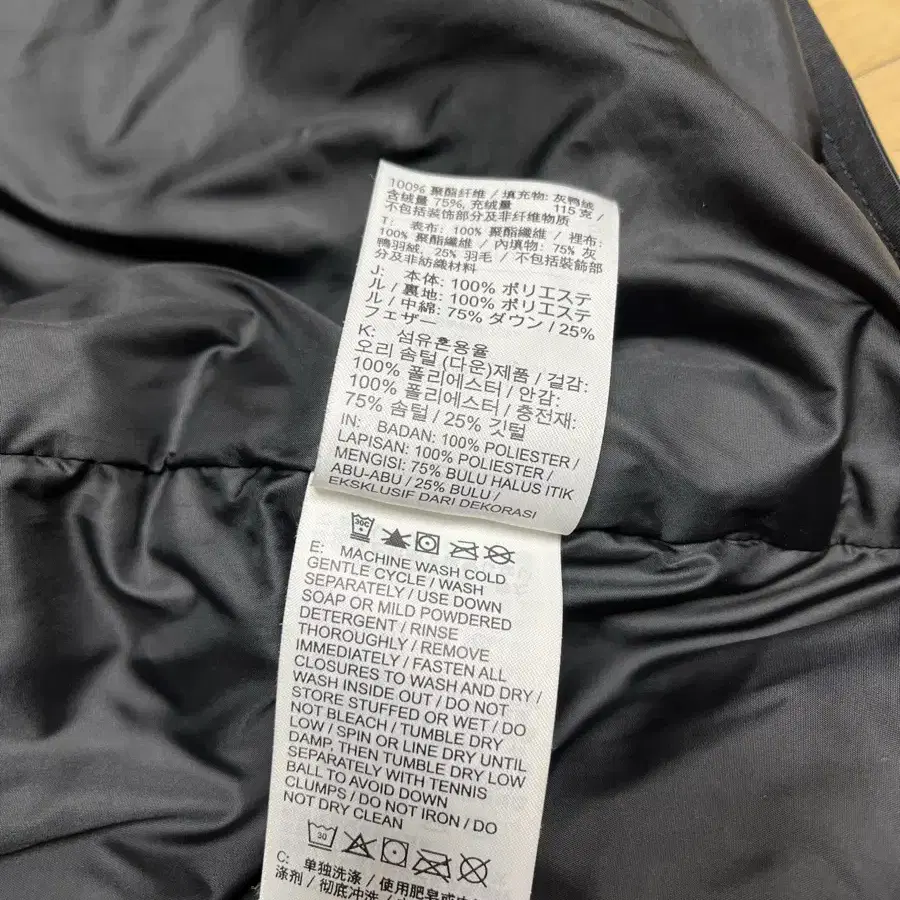 100% 聚酯纤维 / 填充物: 灰鸭绒
含绒量 75%, 充绒量 115克 /
不包括装饰部分及非纤维物质
T: 表布: 100% 聚酯纖維 / 裡布:
100% 聚酯纖維 / 內填物: 75% 灰
鴨羽絨, 25% 羽毛 / 不包括裝飾部
分及非紡織材料
J: 本体: 100% ポリエステ
ル / 裏地: 100% ポリエステ
ル / 中綿: 75% ダウン / 25%
フェザー
K: 섬유혼용율
오리 솜털 (다운)제품 / 겉감:
100% 폴리에스터 / 안감:
100% 폴리에스터 / 충전재:
75% 솜털 / 25% 깃털
IN: BADAN: 100% POLIESTER /
LAPISAN: 100% POLIESTER /
MENGISI: 75% BULU HALUS ITIK
ABU-ABU / 25% BULU /
EKSKLUSIF DARI DEKORASI
30C
E: MACHINE WASH COLD
GENTLE CYCLE / WASH
SEPARATELY / USE DOWN
SOAP OR MILD POWDERED
DETERGENT / RINSE
THOROUGHLY / REMOVE
IMMEDIATELY / FASTEN ALL
CLOSURES TO WASH AND DRY /
WASH INSIDE OUT / DO NOT
STORE STUFFED OR WET / DO
NOT BLEACH / TUMBLE DRY
LOW / SPIN OR LINE DRY UNTIL
DAMP. THEN TUMBLE DRY LOW
SEPARATELY WITH TENNIS
BALL TO AVOID DOWN
CLUMPS / DO NOT IRON / DO
NOT DRY CLEAN
30
C: 单独洗涤 / 使用肥皂或
涤剂 / 彻底冲洗